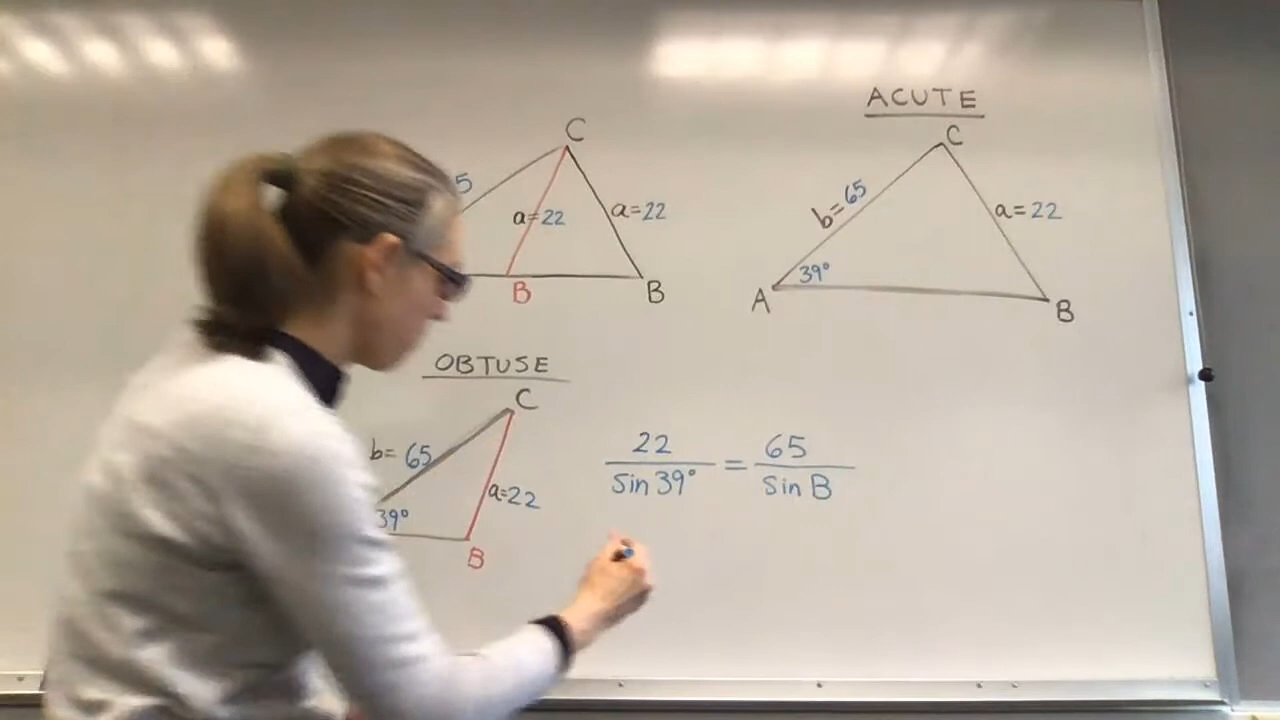 C
5
a=22
a=22
B
B
ACUTE
C
b=65
a=22
39°
A
B
OBTUSE
C
b= 65
a=22
39°
B
22 / sin 39° = 65 / sin B